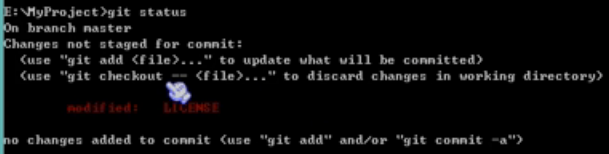 E:\MyProject>git status
On branch master
Changes not staged for commit:
(use "git add <file>..." to update what will be committed)
(use "git checkout -- <file>..." to discard changes in working directory)
modified: LICENSE
no changes added to commit (use "git add" and/or "git commit -a")